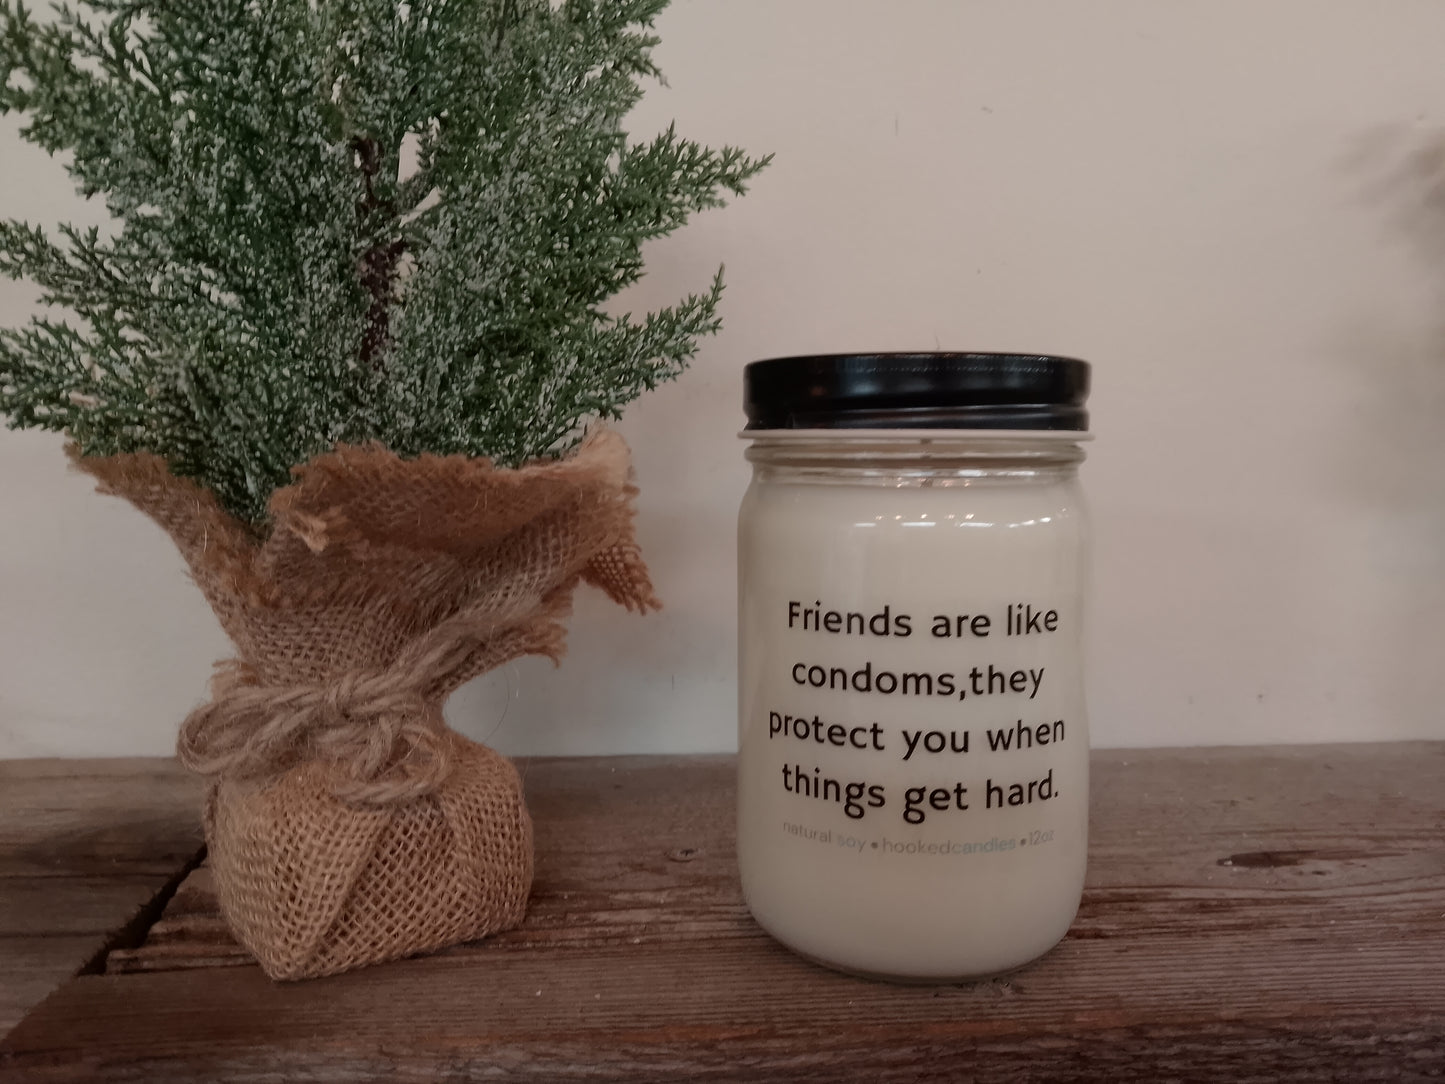 Friends are like
condoms,they
protect you when
things get hard.
natural soy • hookedcandles • 12oz